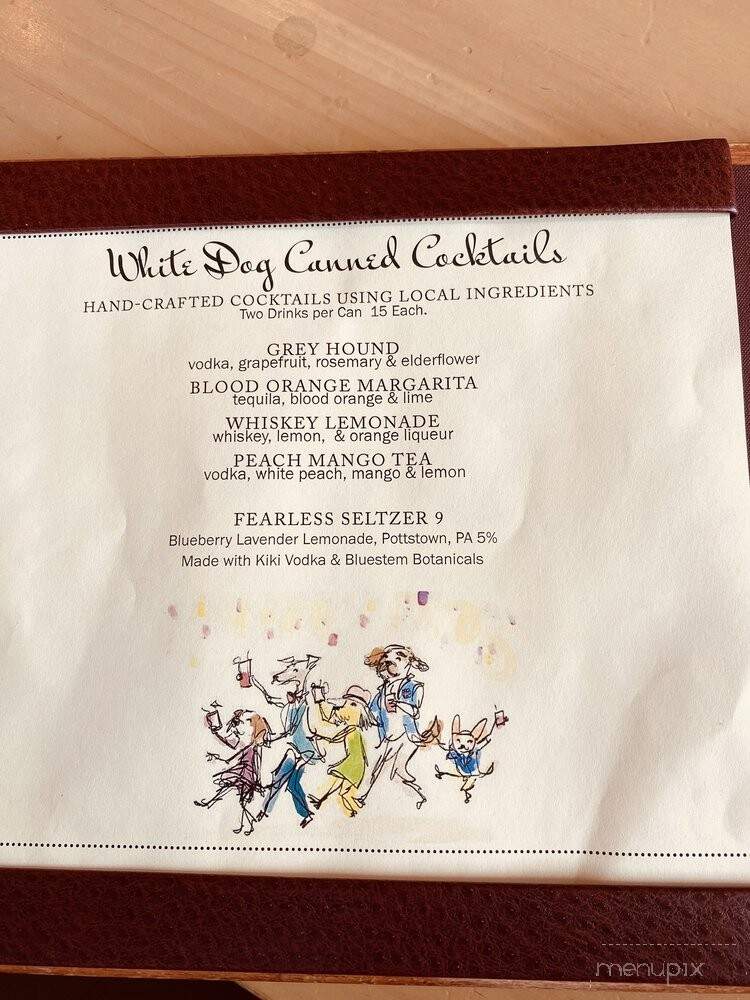 White Dog Canned Cocktails
HAND-CRAFTED COCKTAILS USING LOCAL INGREDIENTS
Two Drinks per Can 15 Each.
GREY HOUND
vodka, grapefruit, rosemary & elderflower
BLOOD ORANGE MARGARITA
tequila, blood orange & lime
WHISKEY LEMONADE
whiskey, lemon, & orange liqueur
PEACH MANGO TEA
vodka, white peach, mango & lemon
FEARLESS SELTZER 9
Blueberry Lavender Lemonade, Pottstown, PA 5%
Made with Kiki Vodka & Bluestem Botanicals
menupix